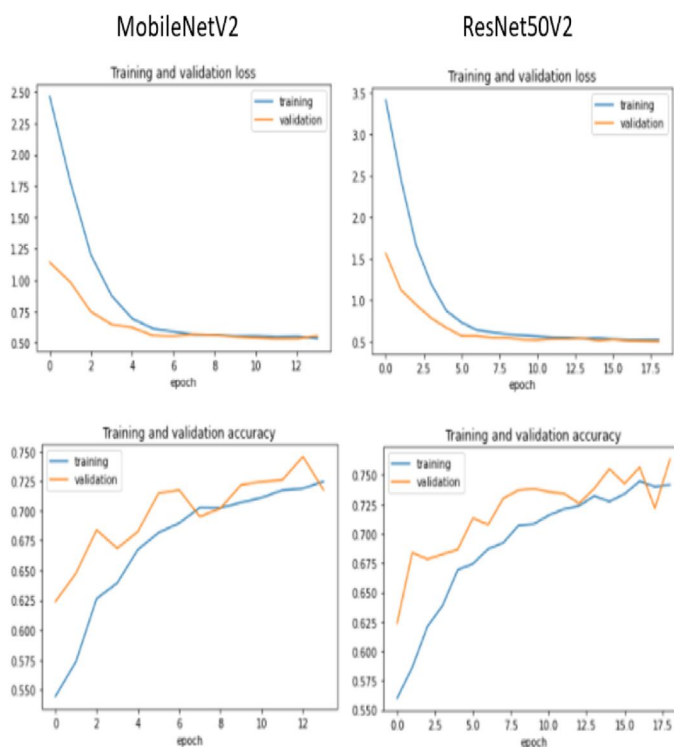 MobileNetV2
ResNet50V2
Training and validation loss
2.50
2.25
2.00
1.75
1.50
1.25
1.00
0.75
0.50
0 2 4 6 8 10 12
epoch
training
validation
Training and validation loss
3.5
3.0
2.5
2.0
1.5
1.0
0.5
0.0 2.5 5.0 7.5 10.0 12.5 15.0 17.5
epoch
training
validation
Training and validation accuracy
0.750
0.725
0.700
0.675
0.650
0.625
0.600
0.575
0.550
0 2 4 6 8 10 12
epoch
training
validation
Training and validation accuracy
0.750
0.725
0.700
0.675
0.650
0.625
0.600
0.575
0.550
0.0 2.5 5.0 7.5 10.0 12.5 15.0 17.5
epoch
training
validation